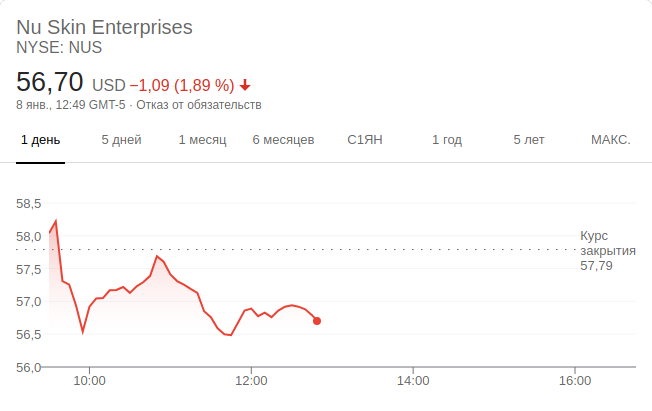 Nu Skin Enterprises
NYSE: NUS
56,70 USD −1,09 (1,89 %)
8 янв., 12:49 GMT-5 · Отказ от обязательств
1 день 5 дней 1 месяц 6 месяцев С1ЯН 1 год 5 лет МАКС.
58,5
58,0
57,5
57,0
56,5
56,0
Курс
закрытия
57,79
10:00 12:00 14:00 16:00